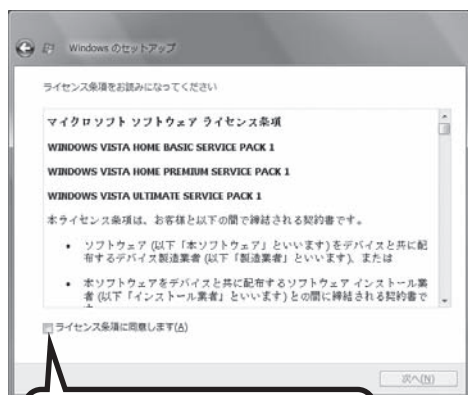 Windows のセットアップ
ライセンス条項をお読みになってください
マイクロソフト ソフトウェア ライセンス条項
WINDOWS VISTA HOME BASIC SERVICE PACK 1
WINDOWS VISTA HOME PREMIUM SERVICE PACK 1
WINDOWS VISTA ULTIMATE SERVICE PACK 1
本ライセンス条項は、お客様と以下の間で締結される契約書です。
• ソフトウェア (以下「本ソフトウェア」といいます) をデバイスと共に配
布するデバイス製造業者 (以下「製造業者」といいます)、または
• 本ソフトウェアをデバイスと共に配布するソフトウェア インストール業
者 (以下「インストール業者」といいます) との間に締結される契約書で
ライセンス条項に同意します(A)
次へ(N)